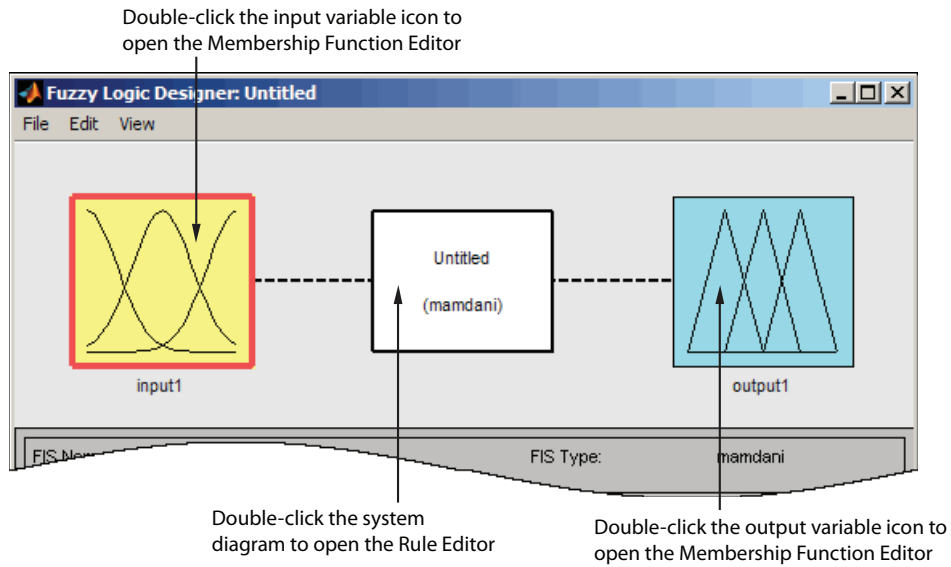 Double-click the input variable icon to
open the Membership Function Editor
Fuzzy Logic Designer: Untitled
File Edit View
Untitled
(mamdani)
input1
output1
FIS Type: mamdani
Double-click the system
diagram to open the Rule Editor
Double-click the output variable icon to
open the Membership Function Editor